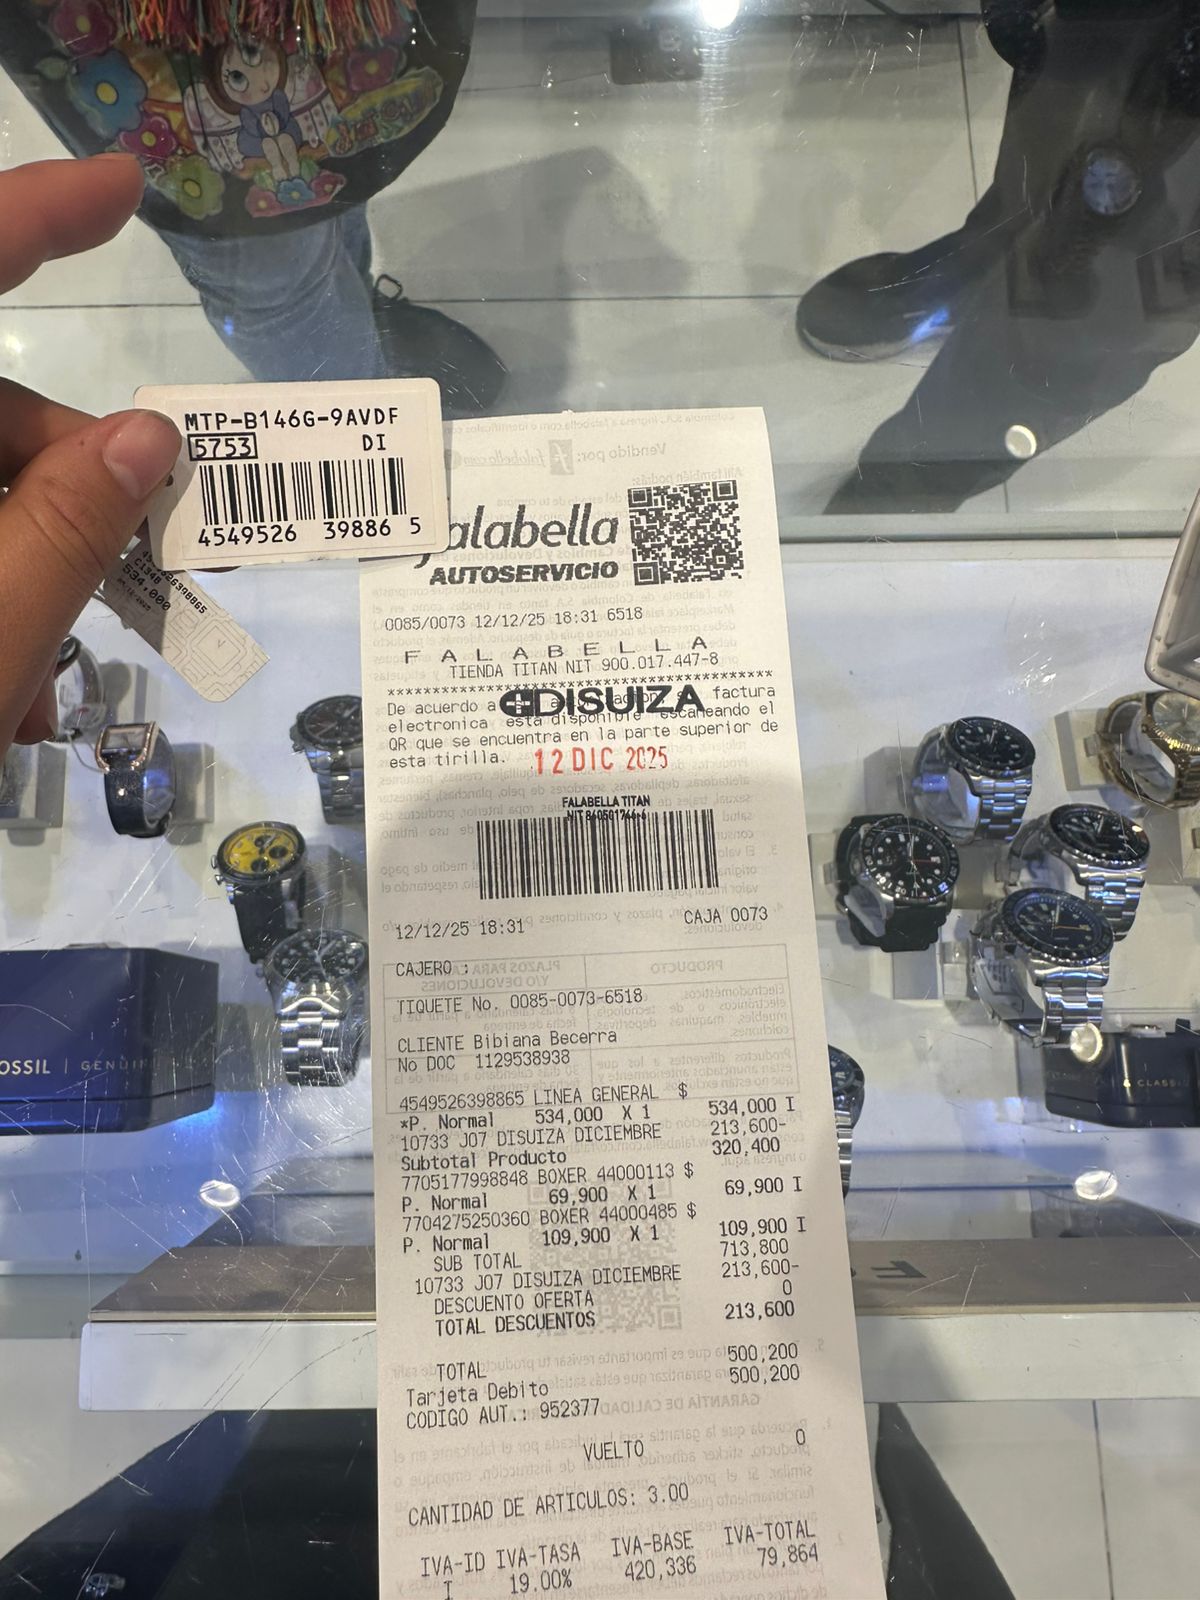 MTP-B146G-9AVDF
5753 DI
4549526 39886 5
C1348
534,000
falabella
AUTOSERVICIO
0085/0073 12/12/25 18:31 6518
F A L A B E L L A
TIENDA TITAN NIT 900.017.447-8
************************************************
DISUIZA
De acuerdo a factura
electronica esta disponible escaneando el
QR que se encuentra en la parte superior de
esta tirilla.
12 DIC 2025
FALABELLA TITAN
12/12/25 18:31 CAJA 0073
CAJERO :
TIQUETE No. 0085-0073-6518
CLIENTE Bibiana Becerra
No DOC 1129538938
4549526398865 LINEA GENERAL $
*P. Normal 534,000 X 1 534,000 I
10733 J07 DISUIZA DICIEMBRE 213,600-
Subtotal Producto 320,400
7705177998848 BOXER 44000113 $
P. Normal 69,900 X 1 69,900 I
7704275250360 BOXER 44000485 $
P. Normal 109,900 X 1 109,900 I
SUB TOTAL 713,800
10733 J07 DISUIZA DICIEMBRE 213,600-
DESCUENTO OFERTA 0
TOTAL DESCUENTOS 213,600
TOTAL 500,200
Tarjeta Debito 500,200
CODIGO AUT.: 952377
VUELTO 0
CANTIDAD DE ARTICULOS: 3.00
IVA-ID IVA-TASA IVA-BASE IVA-TOTAL
I 19.00% 420,336 79,864
OSSIL | GENUI
& CLASS